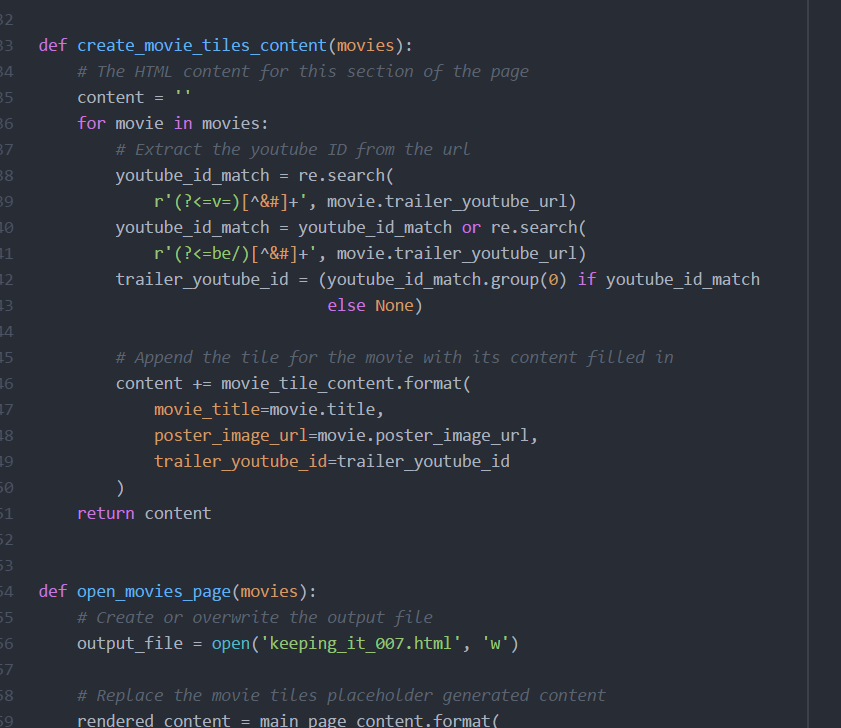 32
33 def create_movie_tiles_content(movies):
34     # The HTML content for this section of the page
35     content = ''
36     for movie in movies:
37         # Extract the youtube ID from the url
38         youtube_id_match = re.search(
39             r'(?<=v=)[^&#]+', movie.trailer_youtube_url)
40         youtube_id_match = youtube_id_match or re.search(
41             r'(?<=be/)[^&#]+', movie.trailer_youtube_url)
42         trailer_youtube_id = (youtube_id_match.group(0) if youtube_id_match
43                               else None)
44
45         # Append the tile for the movie with its content filled in
46         content += movie_tile_content.format(
47             movie_title=movie.title,
48             poster_image_url=movie.poster_image_url,
49             trailer_youtube_id=trailer_youtube_id
50         )
51     return content
52
53
54 def open_movies_page(movies):
55     # Create or overwrite the output file
56     output_file = open('keeping_it_007.html', 'w')
57
58     # Replace the movie tiles placeholder generated content
59     rendered_content = main_page_content.format(